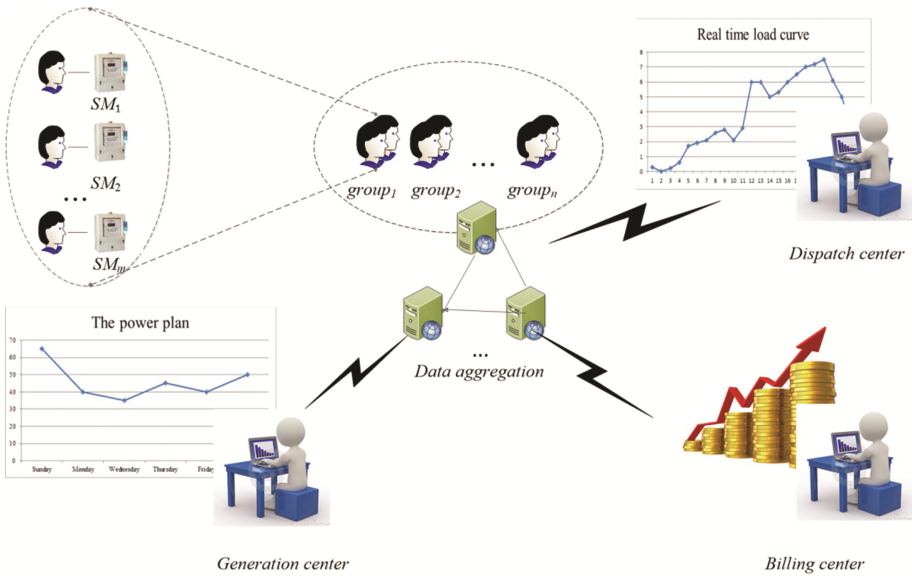 SM1
SM2
...
SMm
group1 group2 ... groupn
Real time load curve
8
7
6
5
4
3
2
1
0
1 2 3 4 5 6 7 8 9 10 11 12 13 14 15 16 1
Dispatch center
The power plan
70
60
50
40
30
20
10
0
Sunday Monday Wednesday Thursday Friday
...
Data aggregation
Generation center
Billing center